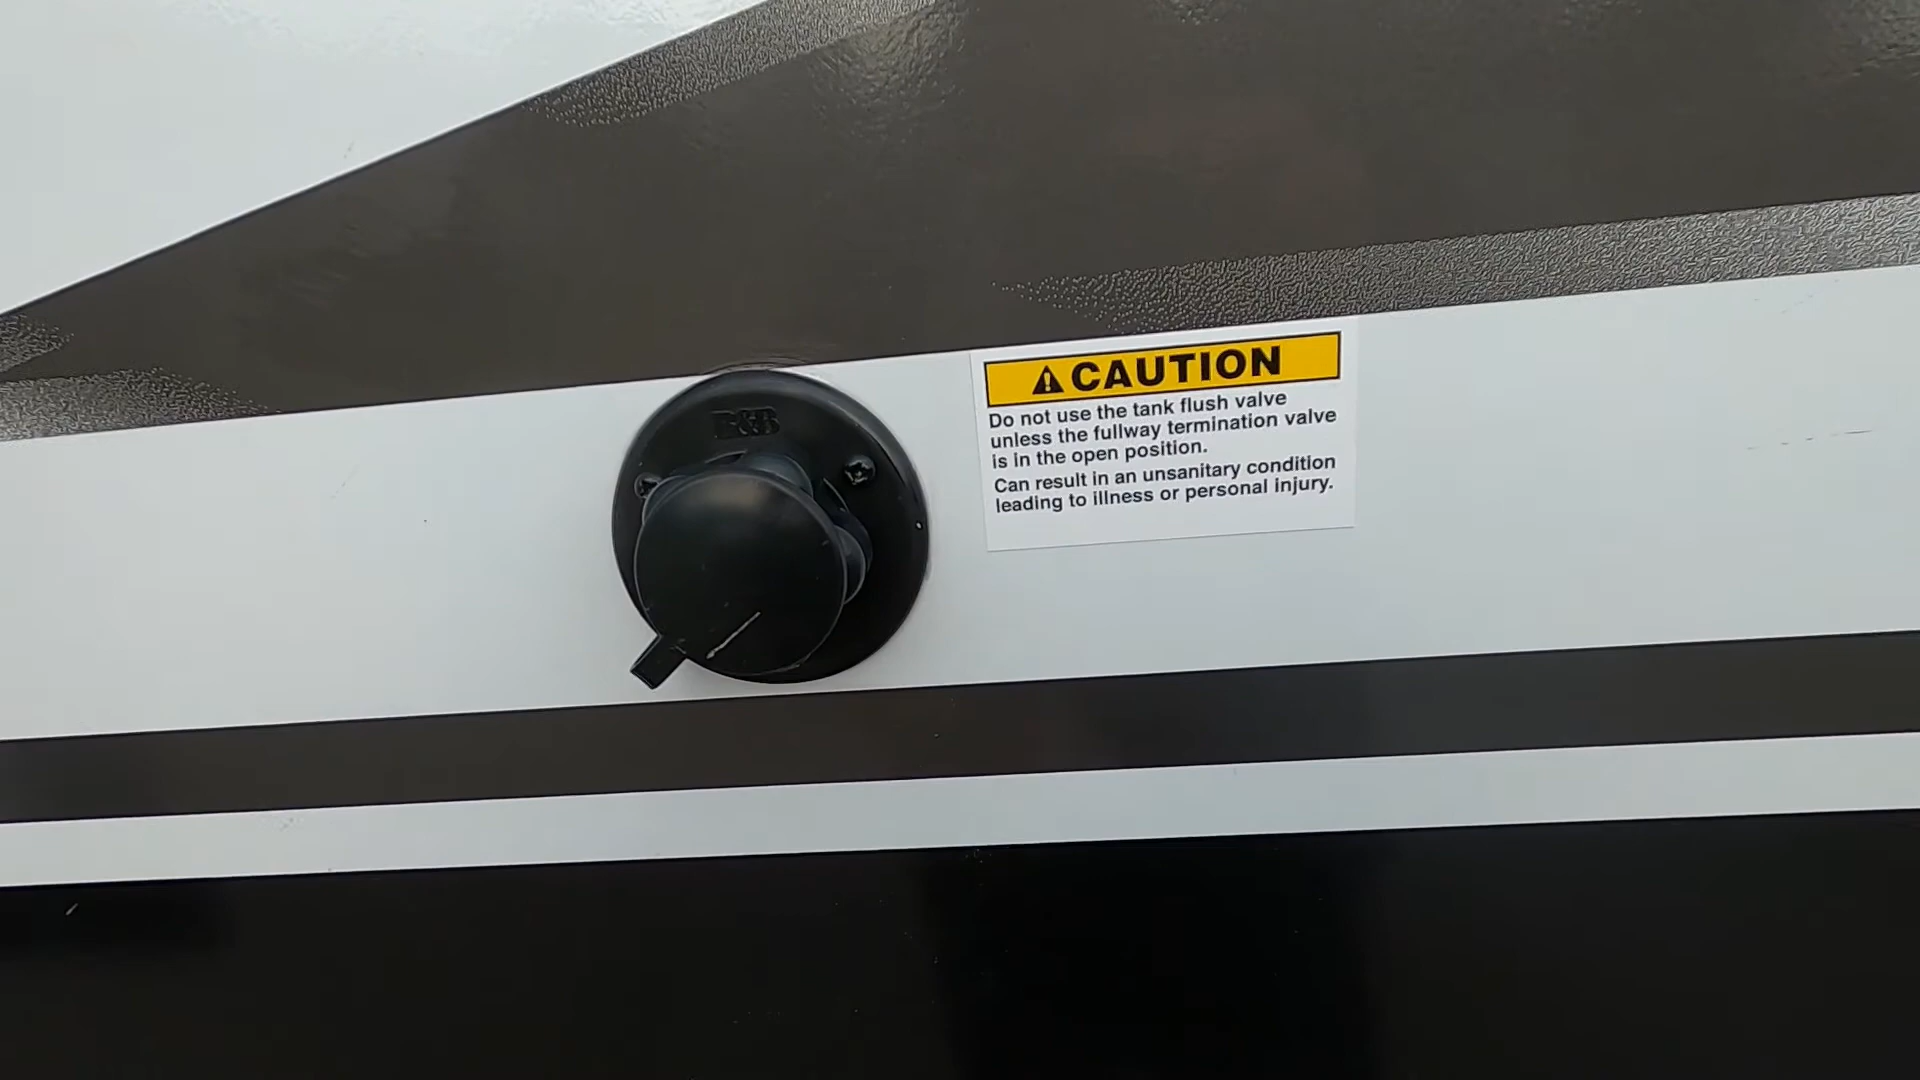 CAUTION
Do not use the tank flush valve
unless the fullway termination valve
is in the open position.
Can result in an unsanitary condition
leading to illness or personal injury.